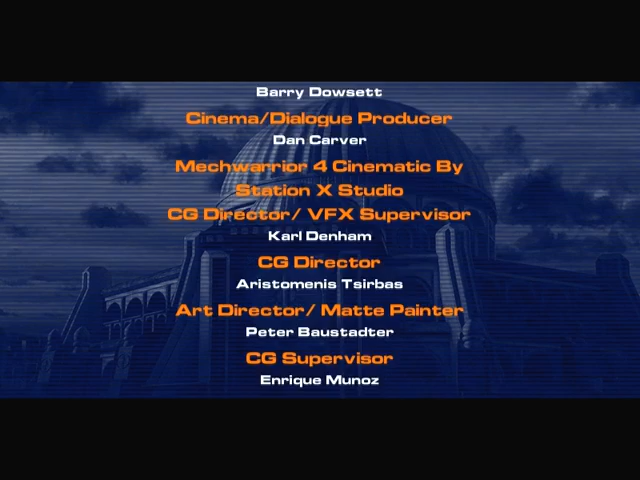 Barry Dowsett
Cinema/Dialogue Producer
Dan Carver
Mechwarrior 4 Cinematic By
Station X Studio
CG Director/ VFX Supervisor
Karl Denham
CG Director
Aristomenis Tsirbas
Art Director/ Matte Painter
Peter Baustadter
CG Supervisor
Enrique Munoz